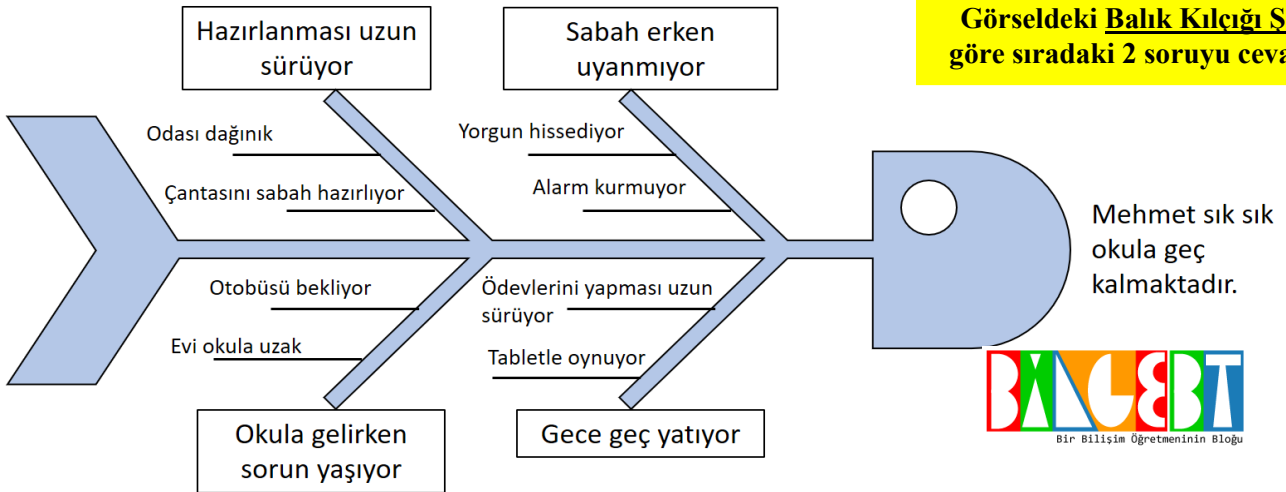 Görseldeki Balık Kılçığı
göre sıradaki 2 soruyu
Hazırlanması uzun
sürüyor
Sabah erken
uyanmıyor
Odası dağınık
Çantasını sabah hazırlıyor
Yorgun hissediyor
Alarm kurmuyor
Mehmet sık sık
okula geç
kalmaktadır.
Otobüsü bekliyor
Evi okula uzak
Ödevlerini yapması uzun
sürüyor
Tabletle oynuyor
Okula gelirken
sorun yaşıyor
Gece geç yatıyor
Bir Bilişim Öğretmeninin Bloğu